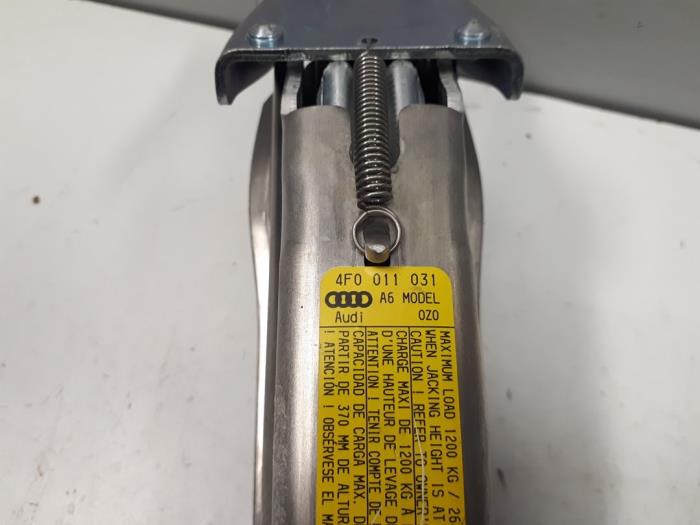 4F0 011 031
A6 MODEL
Audi OZO
MAXIMUM LOAD 1200 KG / 26
WHEN JACKING HEIGHT IS AT
CAUTION ! REFER TO OWNER'
CHARGE MAXI DE 1200 KG A
D'UNE HAUTEUR DE LEVAGE D
ATTENTION ! TENIR COMPTE DE
CAPACIDAD DE CARGA MAX. D
PARTIR DE 370 MM DE ALTUR
! ATENCIÓN ! OBSÉRVESE EL MA